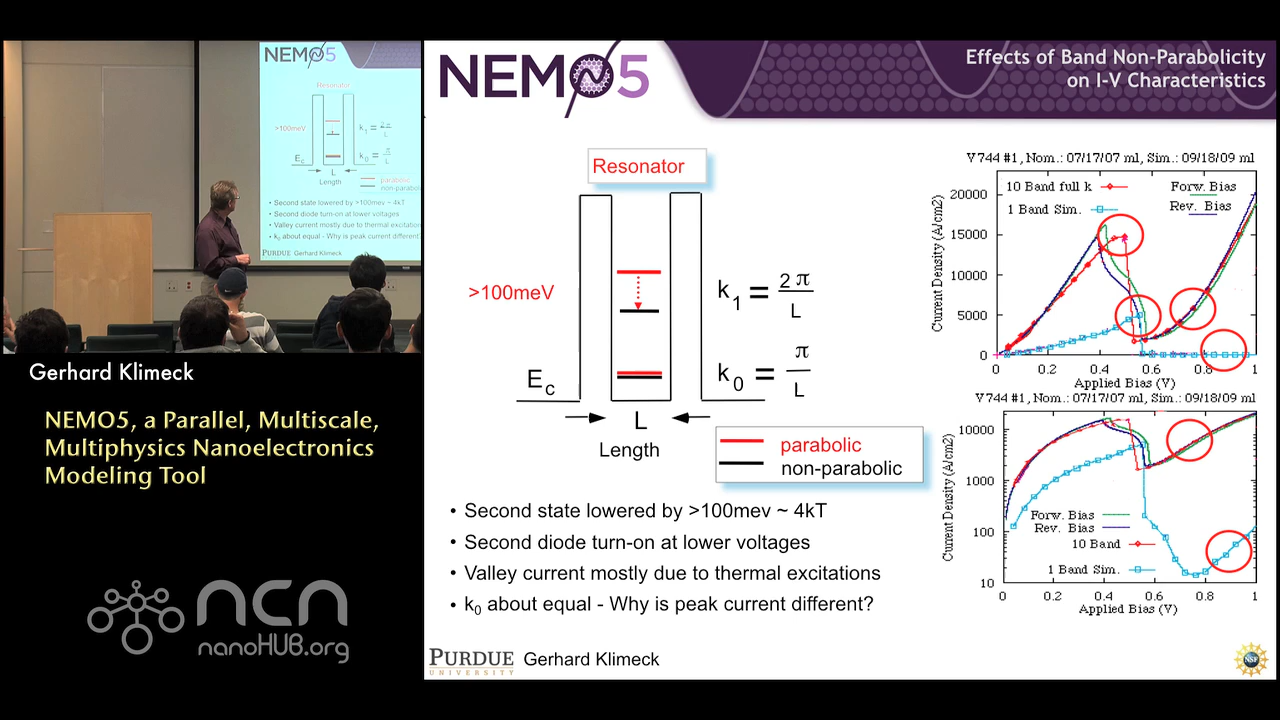 NEMO5
Resonator
>100meV
k1 = 2π
L
Ec
k0 = π
L
L
Length
parabolic
non-parabolic
• Second state lowered by >100meV ~ 4kT
• Second diode turn-on at lower voltages
• Valley current mostly due to thermal excitations
• k0 about equal - Why is peak current different?
PURDUE Gerhard Klimeck
Gerhard Klimeck
NEMO5, a Parallel, Multiscale,
Multiphysics Nanoelectronics
Modeling Tool
ncn
nanoHUB.org
NEMO5
Effects of Band Non-Parabolicity
on I-V Characteristics
Resonator
>100meV
k1 = 2π
L
Ec
k0 = π
L
L
Length
parabolic
non-parabolic
• Second state lowered by >100mev ~ 4kT
• Second diode turn-on at lower voltages
• Valley current mostly due to thermal excitations
• k0 about equal - Why is peak current different?
V744 #1, Nom.: 07/17/07 ml, Sim.: 09/18/09 ml
10 Band full k
1 Band Sim.
Forw. Bias
Rev. Bias
Current Density (A/cm2)
20000
15000
10000
5000
0
0 0.2 0.4 0.6 0.8 1
Applied Bias (V)
V744 #1, Nom.: 07/17/07 ml, Sim.: 09/18/09 ml
Current Density (A/cm2)
10000
1000
100
10
Forw. Bias
Rev. Bias
10 Band
1 Band Sim.
0 0.2 0.4 0.6 0.8 1
Applied Bias (V)
PURDUE
UNIVERSITY
Gerhard Klimeck
NSF